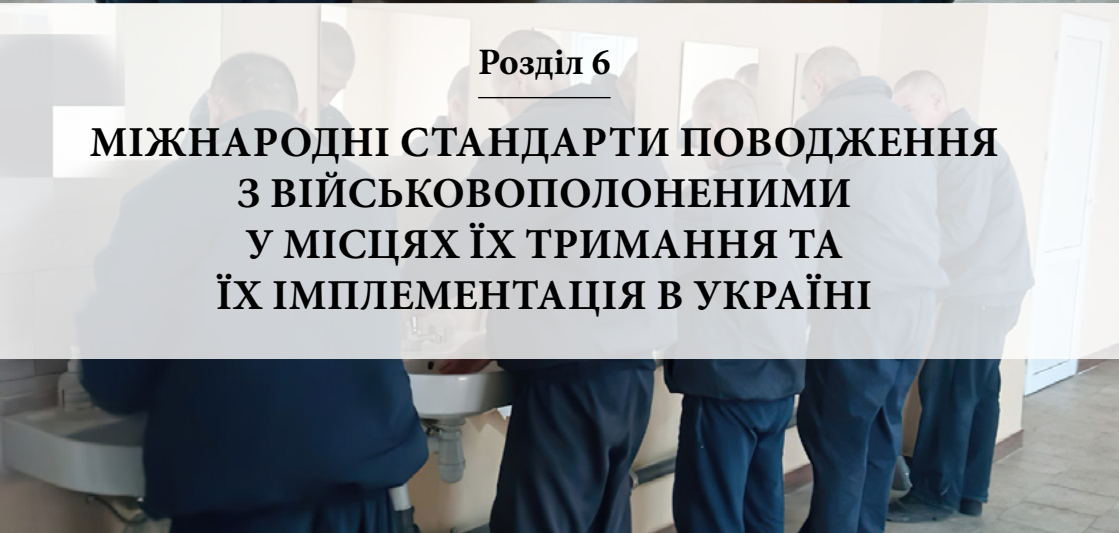 Розділ 6
МІЖНАРОДНІ СТАНДАРТИ ПОВОДЖЕННЯ
З ВІЙСЬКОВОПОЛОНЕНИМИ
У МІСЦЯХ ЇХ ТРИМАННЯ ТА
ЇХ ІМПЛЕМЕНТАЦІЯ В УКРАЇНІ